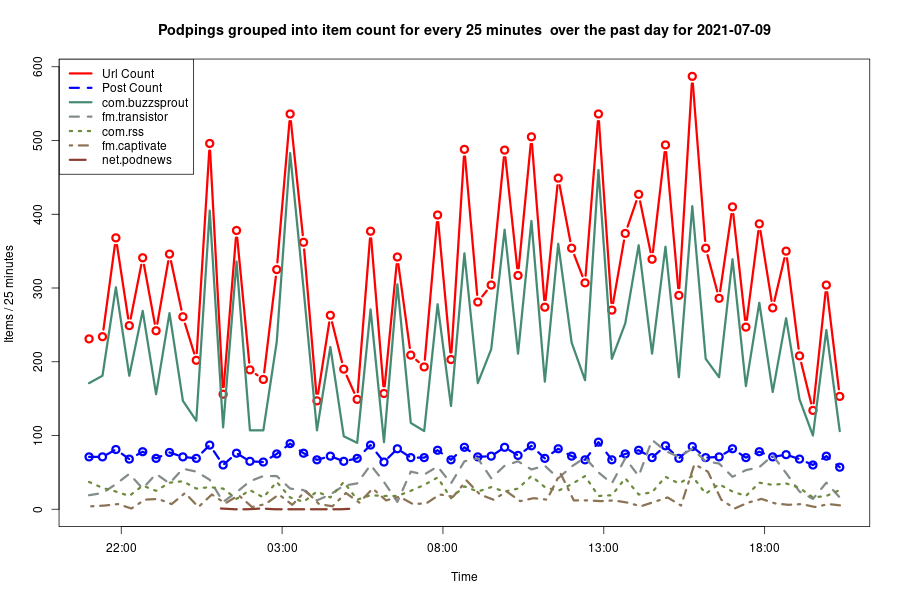 Podpings grouped into item count for every 25 minutes  over the past day for 2021-07-09
Url Count
Post Count
com.buzzsprout
fm.transistor
com.rss
fm.captivate
net.podnews
Items / 25 minutes
600
500
400
300
200
100
0
22:00 03:00 08:00 13:00 18:00
Time